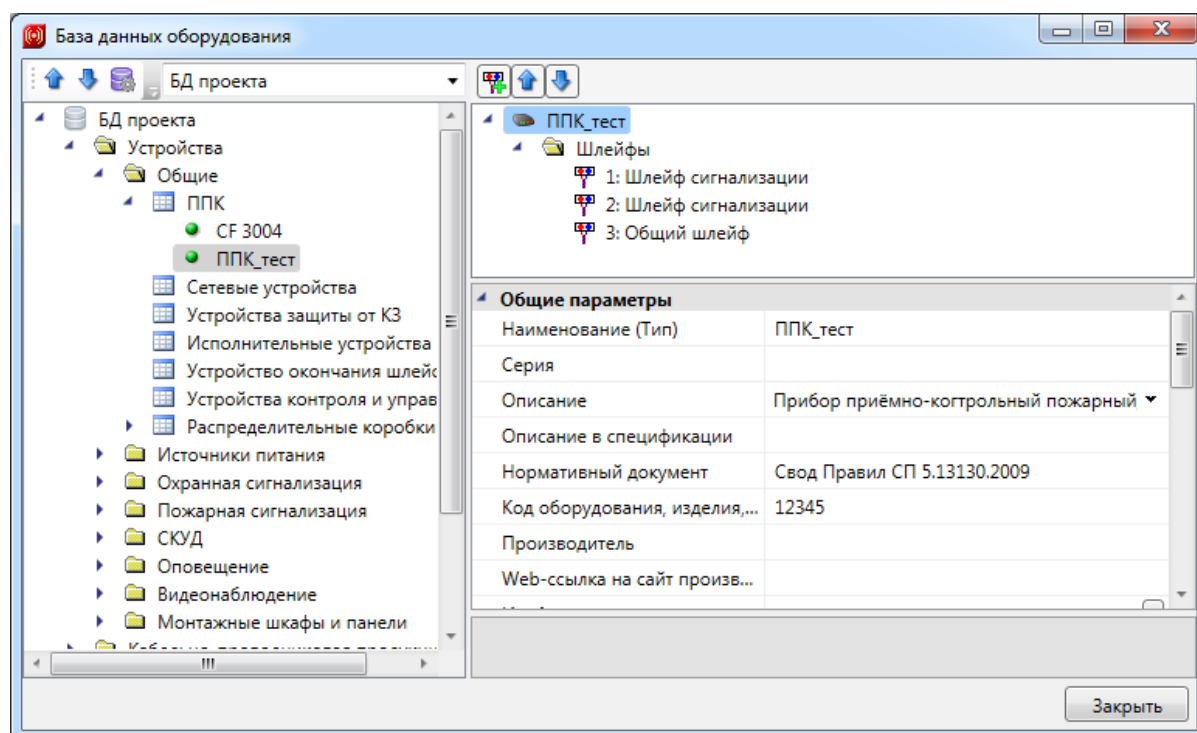 База данных оборудования
БД проекта
БД проекта
Устройства
Общие
ППК
CF 3004
ППК_тест
Сетевые устройства
Устройства защиты от КЗ
Исполнительные устройства
Устройство окончания шлейс
Устройства контроля и управ
Распределительные коробки
Источники питания
Охранная сигнализация
Пожарная сигнализация
СКУД
Оповещение
Видеонаблюдение
Монтажные шкафы и панели
ППК_тест
Шлейфы
1: Шлейф сигнализации
2: Шлейф сигнализации
3: Общий шлейф
Общие параметры
Наименование (Тип) ППК_тест
Серия
Описание Прибор приёмно-когтрольный пожарный
Описание в спецификации
Нормативный документ Свод Правил СП 5.13130.2009
Код оборудования, изделия,... 12345
Производитель
Web-ссылка на сайт произв...
Закрыть